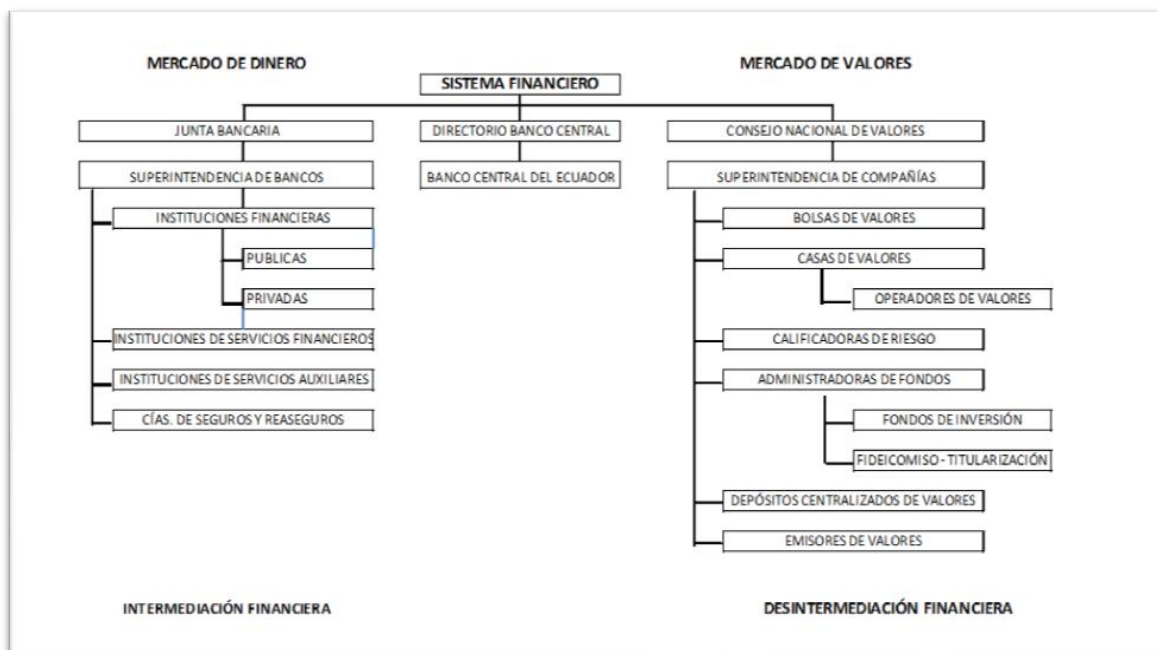 MERCADO DE DINERO
MERCADO DE VALORES
SISTEMA FINANCIERO
JUNTA BANCARIA
DIRECTORIO BANCO CENTRAL
CONSEJO NACIONAL DE VALORES
SUPERINTENDENCIA DE BANCOS
BANCO CENTRAL DEL ECUADOR
SUPERINTENDENCIA DE COMPAÑÍAS
INSTITUCIONES FINANCIERAS
BOLSAS DE VALORES
PUBLICAS
CASAS DE VALORES
PRIVADAS
OPERADORES DE VALORES
INSTITUCIONES DE SERVICIOS FINANCIEROS
CALIFICADORAS DE RIESGO
INSTITUCIONES DE SERVICIOS AUXILIARES
ADMINISTRADORAS DE FONDOS
CÍAS. DE SEGUROS Y REASEGUROS
FONDOS DE INVERSIÓN
FIDEICOMISO - TITULARIZACIÓN
DEPÓSITOS CENTRALIZADOS DE VALORES
EMISORES DE VALORES
INTERMEDIACIÓN FINANCIERA
DESINTERMEDIACIÓN FINANCIERA